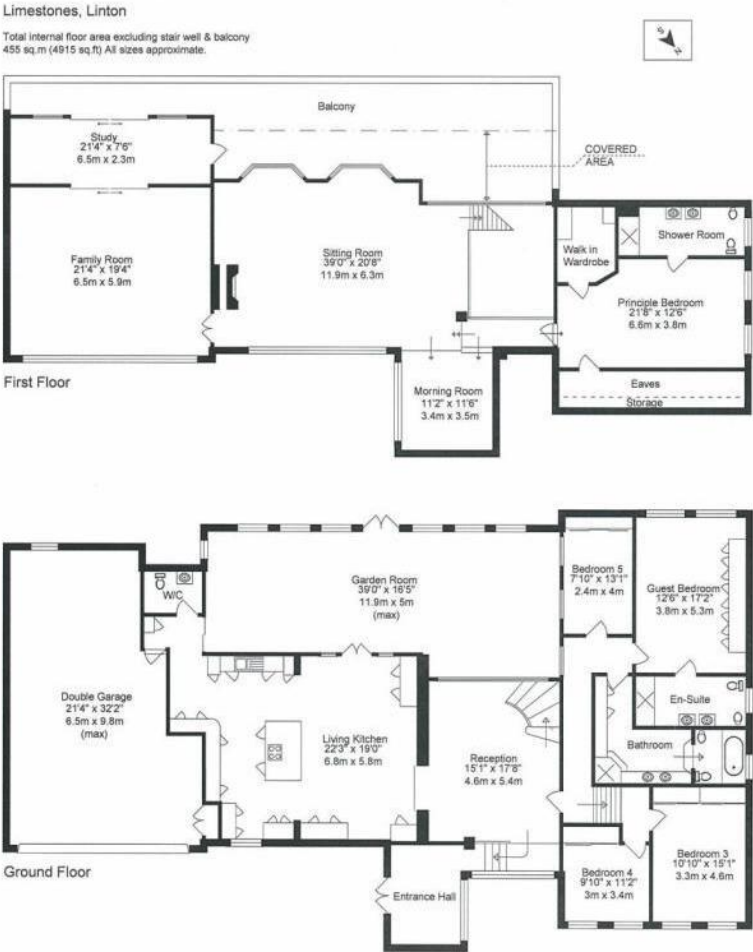 Limestones, Linton
Total internal floor area excluding stair well & balcony
455 sq.m (4915 sq.ft) All sizes approximate.
S
N
Balcony
Study
21'4" x 7'6"
6.5m x 2.3m
COVERED
AREA
Family Room
21'4" x 19'4"
6.5m x 5.9m
Sitting Room
39'0" x 20'8"
11.9m x 6.3m
Walk in
Wardrobe
Shower Room
Principle Bedroom
21'8" x 12'6"
6.6m x 3.8m
Morning Room
11'2" x 11'6"
3.4m x 3.5m
Eaves
Storage
First Floor
Garden Room
39'0" x 16'5"
11.9m x 5m
(max)
W/C
Bedroom 5
7'10" x 13'1"
2.4m x 4m
Guest Bedroom
12'6" x 17'2"
3.8m x 5.3m
Double Garage
21'4" x 32'2"
6.5m x 9.8m
(max)
Living Kitchen
22'3" x 19'0"
6.8m x 5.8m
Reception
15'1" x 17'8"
4.6m x 5.4m
En-Suite
Bathroom
Bedroom 3
10'10" x 15'1"
3.3m x 4.6m
Bedroom 4
9'10" x 11'2"
3m x 3.4m
Entrance Hall
Ground Floor